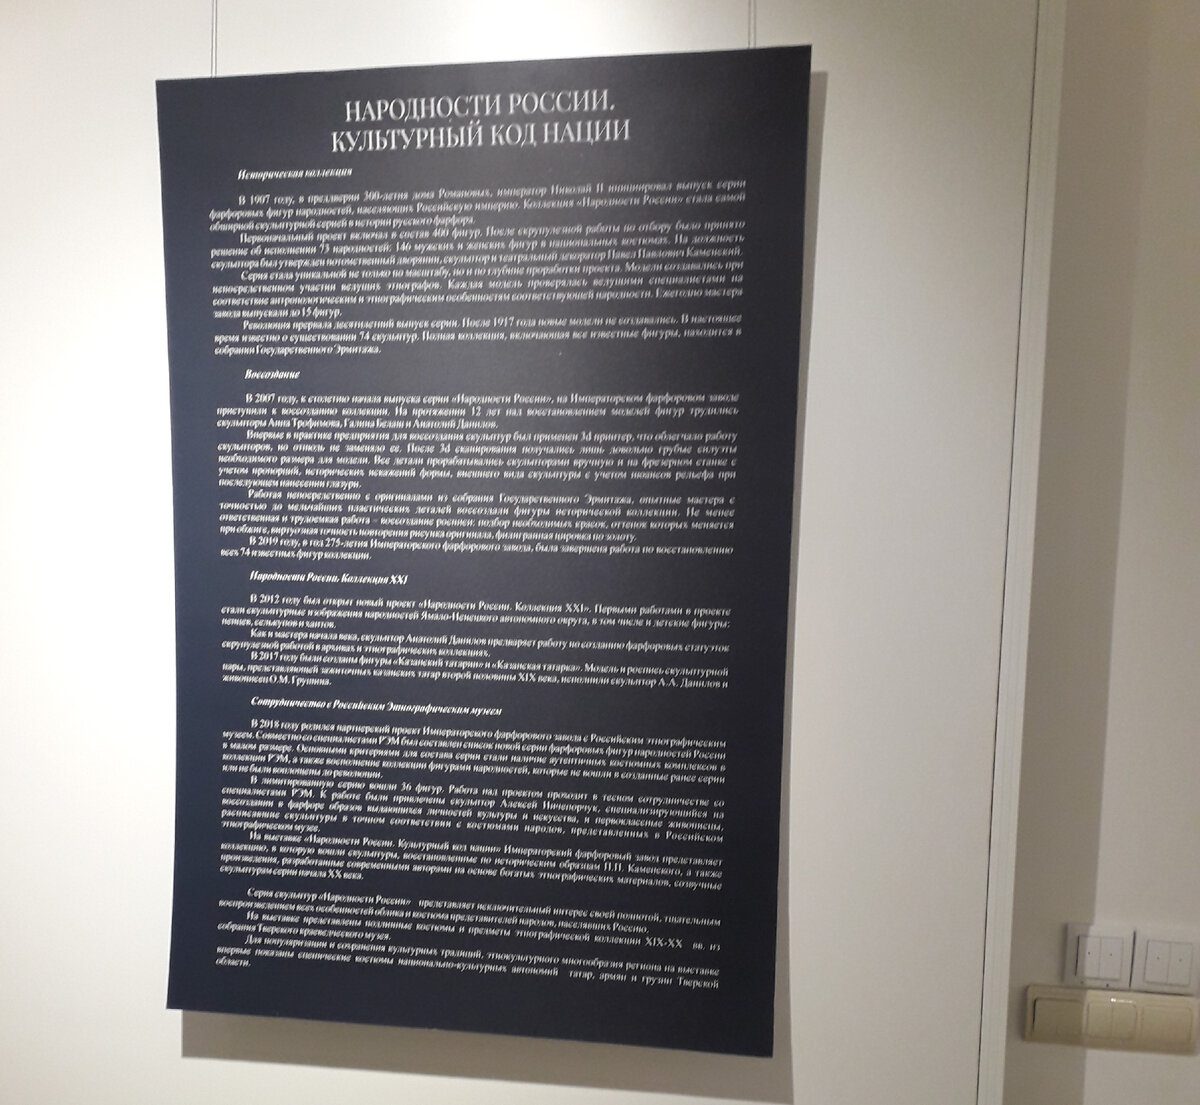 НАРОДНОСТИ РОССИИ.
КУЛЬТУРНЫЙ КОД НАЦИИ
Историческая коллекция
В 1907 году, в преддверии 300-летия дома Романовых, император Николай II инициировал выпуск серии
фарфоровых фигур народностей, населяющих Российскую империю. Коллекция «Народности России» стала самой
обширной скульптурной серией в истории русского фарфора.
Первоначальный проект включал в состав 400 фигур. После скрупулезной работы по отбору было принято
решение об исполнении 73 народностей: 146 мужских и женских фигур в национальных костюмах. На должность
скульптора был утвержден потомственный дворянин, скульптор и театральный декоратор Павел Павлович Каменский.
Серия стала уникальной не только по масштабу, но и по глубине проработки проекта. Модели создавались при
непосредственном участии ведущих этнографов. Каждая модель проверялась ведущими специалистами на
соответствие антропологическим и этнографическим особенностям соответствующей народности. Ежегодно мастера
завода выпускали до 15 фигур.
Революция прервала десятилетний выпуск серии. После 1917 года новые модели не создавались. В настоящее
время известно о существовании 74 скульптур. Полная коллекция, включающая все известные фигуры, находится в
собрании Государственного Эрмитажа.
Воссоздание
В 2007 году, к столетию начала выпуска серии «Народности России», на Императорском фарфоровом заводе
приступили к воссозданию коллекции. На протяжении 12 лет над восстановлением моделей фигур трудились
скульпторы Анна Трофимова, Галина Белаш и Анатолий Данилов.
Впервые в практике предприятия для воссоздания скульптур был применен 3d принтер, что облегчало работу
скульпторов, но отнюдь не заменяло ее. После 3d сканирования получались лишь довольно грубые силуэты
необходимого размера для модели. Все детали прорабатывались скульпторами вручную и на фрезерном станке с
учетом пропорций, исторических искажений формы, внешнего вида скульптуры с учетом нюансов рельефа при
последующем нанесении глазури.
Работая непосредственно с оригиналами из собрания Государственного Эрмитажа, опытные мастера с
точностью до мельчайших пластических деталей воссоздали фигуры исторической коллекции. Не менее
ответственная и трудоемкая работа – воссоздание росписи: подбор необходимых красок, оттенок которых меняется
при обжиге, виртуозная точность повторения рисунка оригинала, филигранная цировка по золоту.
В 2019 году, в год 275-летия Императорского фарфорового завода, была завершена работа по восстановлению
всех 74 известных фигур коллекции.
Народности России. Коллекция XXI
В 2012 году был открыт новый проект «Народности России. Коллекция XXI». Первыми работами в проекте
стали скульптурные изображения народностей Ямало-Ненецкого автономного округа, в том числе и детские фигуры:
ненцев, селькупов и хантов.
Как и мастера начала века, скульптор Анатолий Данилов предваряет работу по созданию фарфоровых статуэток
скрупулезной работой в архивах и этнографических коллекциях.
В 2017 году были созданы фигуры «Казанский татарин» и «Казанская татарка». Модель и роспись скульптурной
пары, представляющей зажиточных казанских татар второй половины XIX века, исполнили скульптор А.А. Данилов и
живописец О.М. Грушина.
Сотрудничество с Российским Этнографическим музеем
В 2018 году родился партнерский проект Императорского фарфорового завода с Российским этнографическим
музеем. Совместно со специалистами РЭМ был составлен список новой серии фарфоровых фигур народностей России
в малом размере. Основными критериями для состава серии стали наличие аутентичных костюмных комплексов в
коллекции РЭМ, а также восполнение коллекции фигурами народностей, которые не вошли в созданные ранее серии
или не были воплощены до революции.
В лимитированную серию вошли 36 фигур. Работа над проектом проходит в тесном сотрудничестве со
специалистами РЭМ. К работе были привлечены скульптор Алексей Ничепорчук, специализирующийся на
воссоздании в фарфоре образов выдающихся личностей культуры и искусства, и первоклассные живописцы,
расписавшие скульптуры в точном соответствии с костюмами народов, представленных в Российском
этнографическом музее.
На выставке «Народности России. Культурный код нации» Императорский фарфоровый завод представляет
коллекцию, в которую вошли скульптуры, восстановленные по историческим образцам П.П. Каменского, а также
произведения, разработанные современными авторами на основе богатых этнографических материалов, созвучные
скульптурам серии начала XX века.
Серия скульптур «Народности России» представляет исключительный интерес своей полнотой, тщательным
воспроизведением всех особенностей облика и костюма представителей народов, населявших Россию.
На выставке представлены подлинные костюмы и предметы этнографической коллекции XIX-XX вв. из
собрания Тверского краеведческого музея.
Для популяризации и сохранения культурных традиций, этнокультурного многообразия региона на выставке
впервые показаны сценические костюмы национально-культурных автономий татар, армян и грузин Тверской
области.